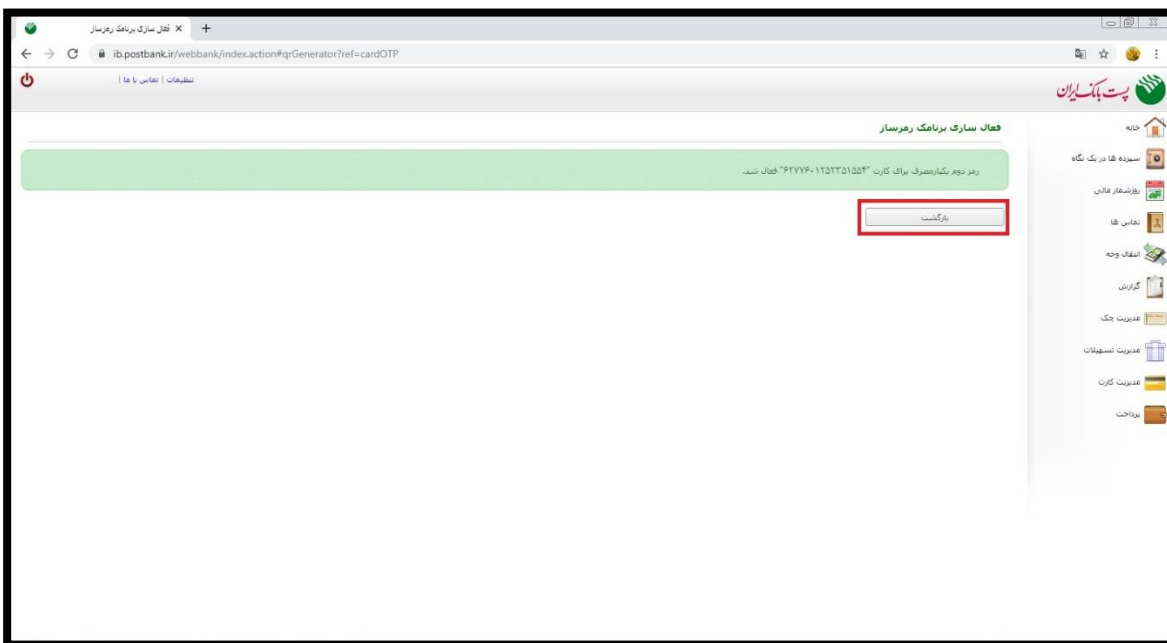 فعال سازی برنامک رمزساز
ib.postbank.ir/webbank/index.action#qrGenerator?ref=cardOTP
تنظیمات | تماس با ما |
پست بانک ایران
فعال سازی برنامک رمزساز
رمز دوم یکبارمصرف برای کارت "۶۲۷۷۶۰۱۲۵۲۳۵۱۵۵۴" فعال شد.
بازگشت
خانه
سپرده ها در یک نگاه
روزشمار مالی
تماس ها
انتقال وجه
گزارش
مدیریت چک
مدیریت تسهیلات
مدیریت کارت
پرداخت